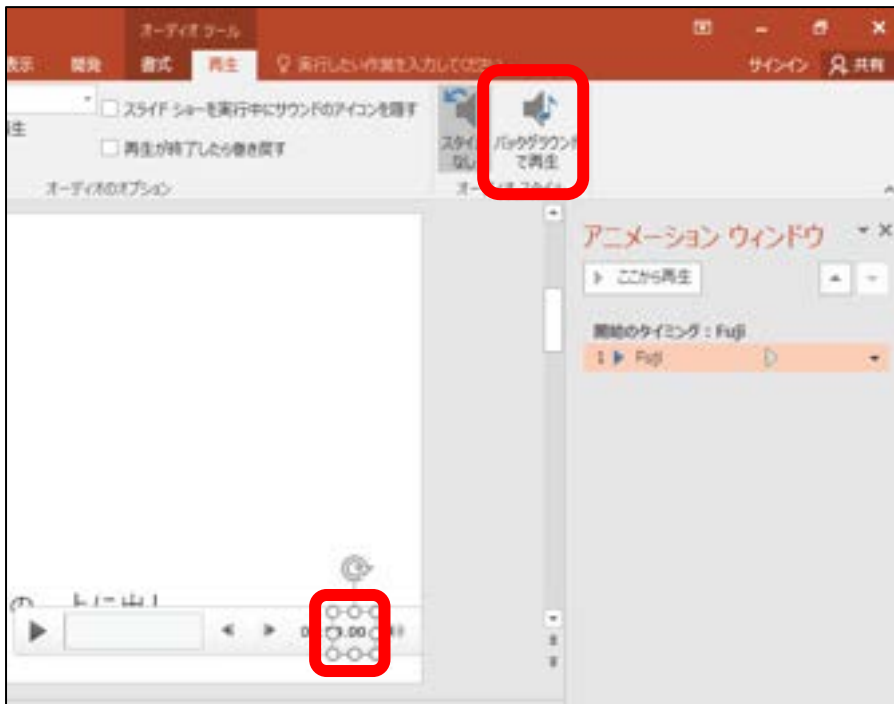 オーディオ ツール
表示 開発 書式 再生 実行したい作業を入力してください
サインイン 共有
スライド ショーを実行中にサウンドのアイコンを隠す
生
再生が終了したら巻き戻す
バックグラウンド
で再生
なし
オーディオのオプション
アニメーション ウィンドウ
ここから再生
開始のタイミング : Fuji
1 Fuji